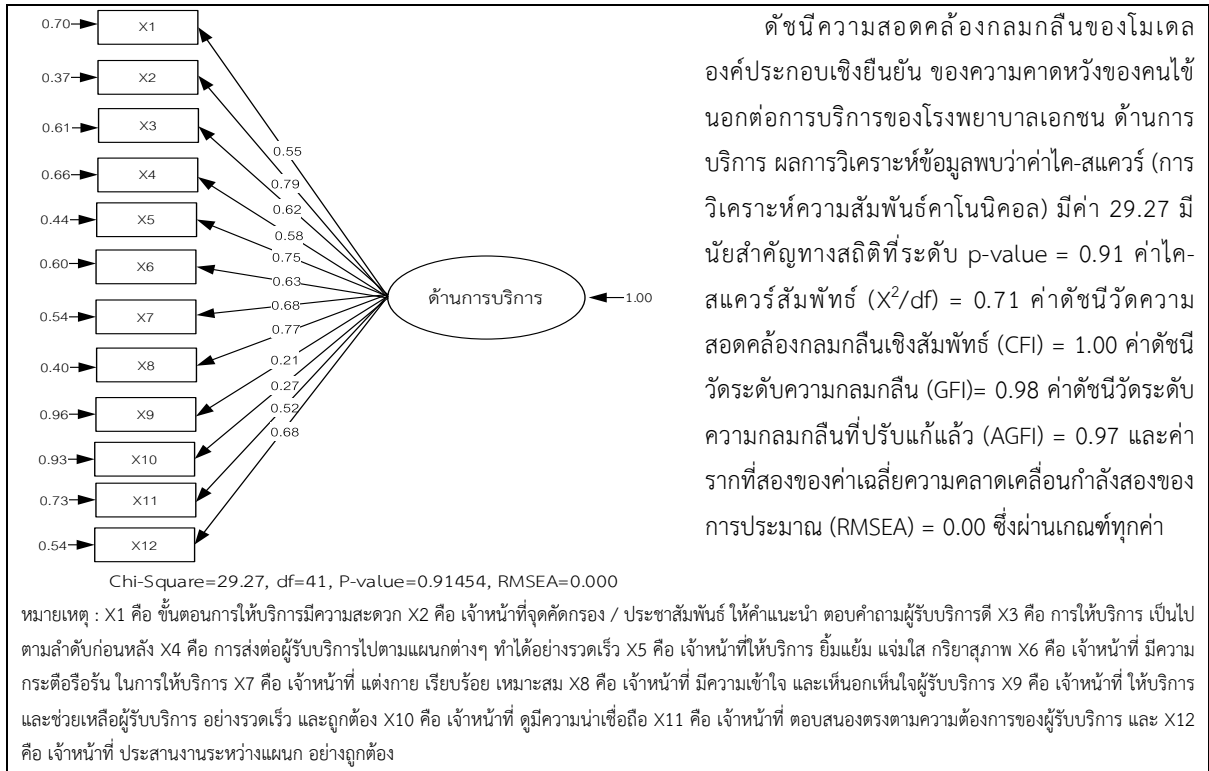 0.70 X1
0.37 X2
0.61 X3
0.66 X4
0.44 X5
0.60 X6
0.54 X7
0.40 X8
0.96 X9
0.93 X10
0.73 X11
0.54 X12
0.55
0.79
0.62
0.58
0.75
0.63
0.68
0.77
0.21
0.27
0.52
0.68
ด้านการบริการ 1.00
Chi-Square=29.27, df=41, P-value=0.91454, RMSEA=0.000
ดัชนีความสอดคล้องกลมกลืนของโมเดล
องค์ประกอบเชิงยืนยัน ของความคาดหวังของคนไข้
นอกต่อการบริการของโรงพยาบาลเอกชน ด้านการ
บริการ ผลการวิเคราะห์ข้อมูลพบว่าค่าไค-สแควร์ (การ
วิเคราะห์ความสัมพันธ์คาโนนิคอล) มีค่า 29.27 มี
นัยสำคัญทางสถิติที่ระดับ p-value = 0.91 ค่าไค-
สแควร์สัมพัทธ์ (X²/df) = 0.71 ค่าดัชนีวัดความ
สอดคล้องกลมกลืนเชิงสัมพัทธ์ (CFI) = 1.00 ค่าดัชนี
วัดระดับความกลมกลืน (GFI)= 0.98 ค่าดัชนีวัดระดับ
ความกลมกลืนที่ปรับแก้แล้ว (AGFI) = 0.97 และค่า
รากที่สองของค่าเฉลี่ยความคลาดเคลื่อนกำลังสองของ
การประมาณ (RMSEA) = 0.00 ซึ่งผ่านเกณฑ์ทุกค่า
หมายเหตุ : X1 คือ ขั้นตอนการให้บริการมีความสะดวก X2 คือ เจ้าหน้าที่จุดคัดกรอง / ประชาสัมพันธ์ ให้คำแนะนำ ตอบคำถามผู้รับบริการดี X3 คือ การให้บริการ เป็นไป
ตามลำดับก่อนหลัง X4 คือ การส่งต่อผู้รับบริการไปตามแผนกต่างๆ ทำได้อย่างรวดเร็ว X5 คือ เจ้าหน้าที่ให้บริการ ยิ้มแย้ม แจ่มใส กริยาสุภาพ X6 คือ เจ้าหน้าที่ มีความ
กระตือรือร้น ในการให้บริการ X7 คือ เจ้าหน้าที่ แต่งกาย เรียบร้อย เหมาะสม X8 คือ เจ้าหน้าที่ มีความเข้าใจ และเห็นอกเห็นใจผู้รับบริการ X9 คือ เจ้าหน้าที่ ให้บริการ
และช่วยเหลือผู้รับบริการ อย่างรวดเร็ว และถูกต้อง X10 คือ เจ้าหน้าที่ ดูมีความน่าเชื่อถือ X11 คือ เจ้าหน้าที่ ตอบสนองตรงตามความต้องการของผู้รับบริการ และ X12
คือ เจ้าหน้าที่ ประสานงานระหว่างแผนก อย่างถูกต้อง